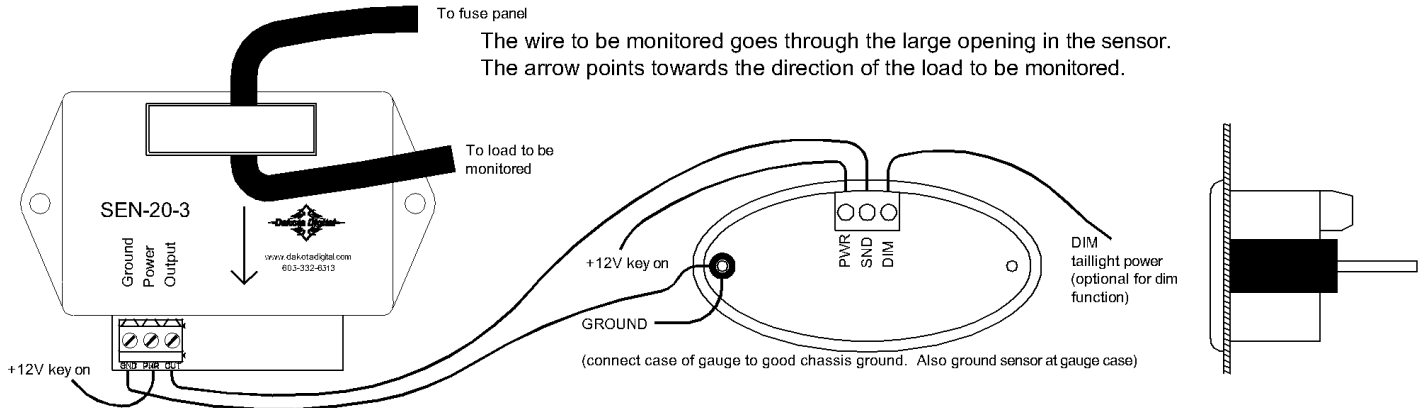 To fuse panel
The wire to be monitored goes through the large opening in the sensor.
The arrow points towards the direction of the load to be monitored.
To load to be
monitored
SEN-20-3
Dakota Digital
www.dakotadigital.com
605-332-6513
Ground
Power
Output
GND PWR OUT
+12V key on
+12V key on
GROUND
PWR
SND
DIM
DIM
taillight power
(optional for dim
function)
(connect case of gauge to good chassis ground. Also ground sensor at gauge case)